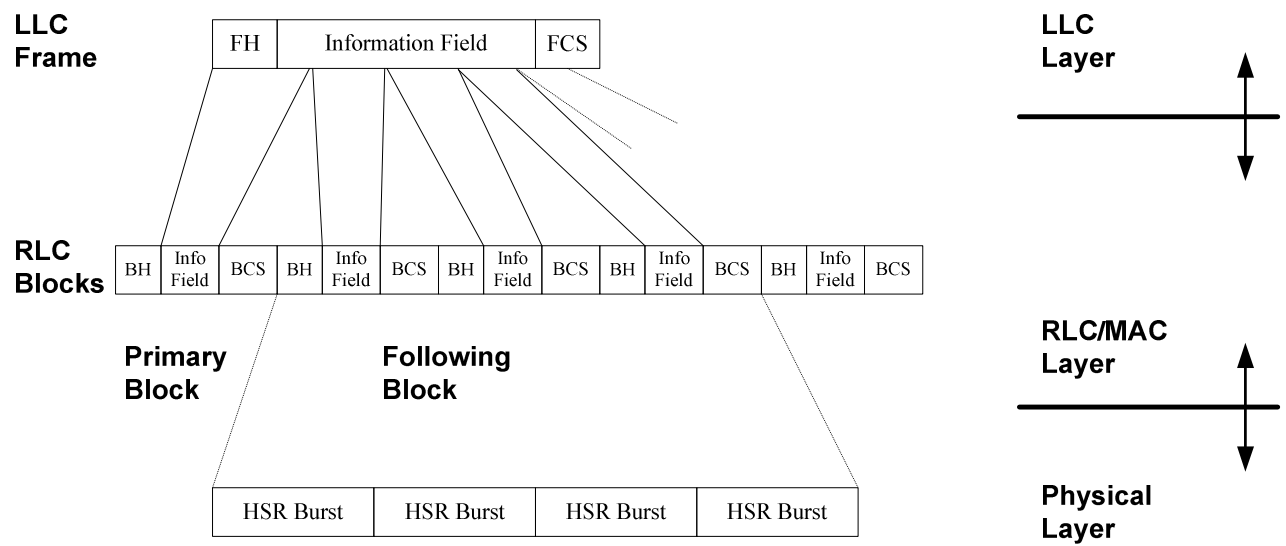 LLC
Frame
FH Information Field FCS
LLC
Layer
RLC
Blocks
BH Info Field BCS BH Info Field BCS BH Info Field BCS BH Info Field BCS BH Info Field BCS
Primary
Block
Following
Block
RLC/MAC
Layer
HSR Burst HSR Burst HSR Burst HSR Burst
Physical
Layer